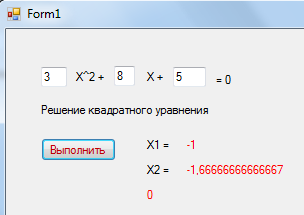 Form1
3 X^2 + 8 X + 5 = 0
Решение квадратного уравнения
Выполнить X1 = -1
X2 = -1,66666666666667
0